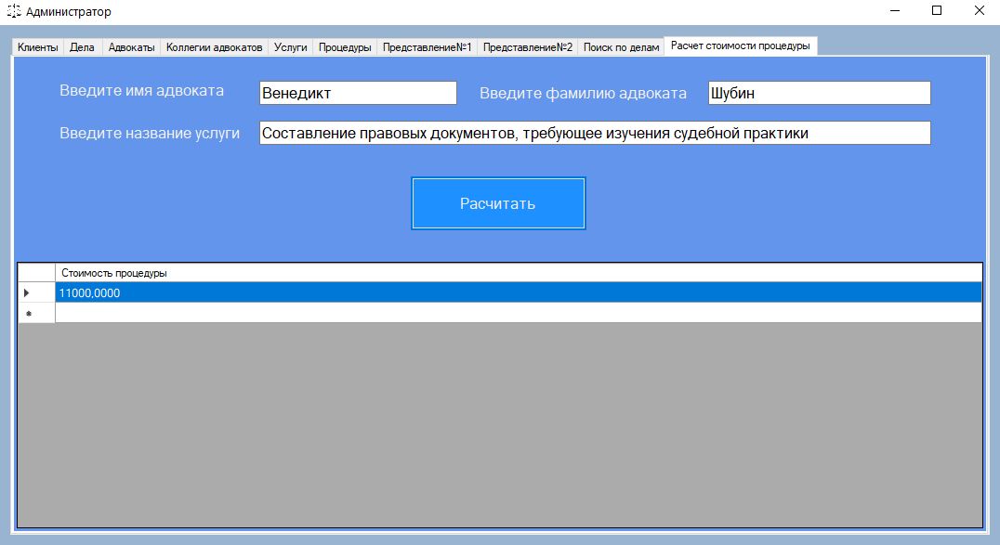 Администратор
Клиенты Дела Адвокаты Коллегии адвокатов Услуги Процедуры Представление№1 Представление№2 Поиск по делам Расчет стоимости процедуры
Введите имя адвоката Венедикт Введите фамилию адвоката Шубин
Введите название услуги Составление правовых документов, требующее изучения судебной практики
Расчитать
Стоимость процедуры
11000,0000